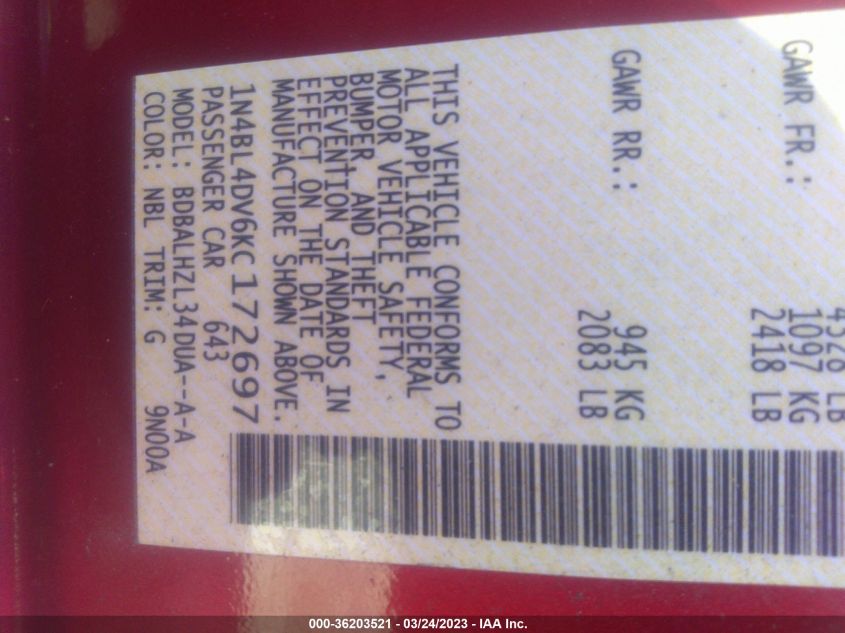 4328 LB
GAWR FR.: 1097 KG
2418 LB
GAWR RR.: 945 KG
2083 LB
THIS VEHICLE CONFORMS TO
ALL APPLICABLE FEDERAL
MOTOR VEHICLE SAFETY,
BUMPER, AND THEFT
PREVENTION STANDARDS IN
EFFECT ON THE DATE OF
MANUFACTURE SHOWN ABOVE.
1N4BL4DV6KC172697
PASSENGER CAR 643
MODEL: BDBALHZL34DUA--A-A
COLOR: NBL TRIM: G 9N00A
000-36203521 - 03/24/2023 - IAA Inc.